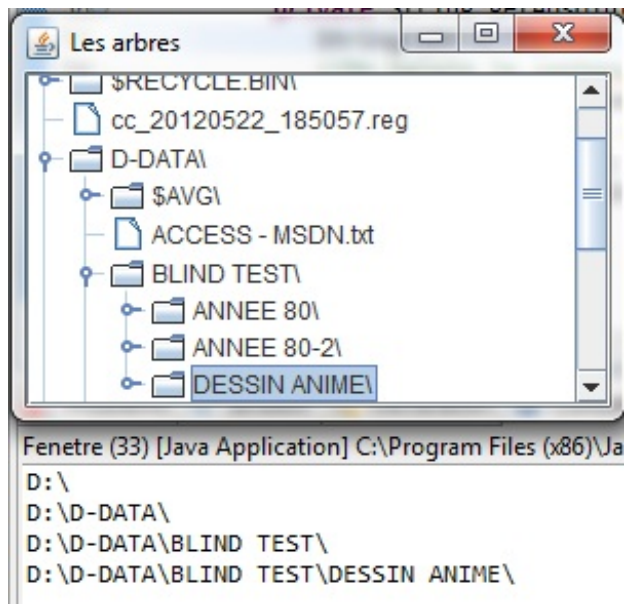 Les arbres
$RECYCLE.BIN\
cc_20120522_185057.reg
D-DATA\
$AVG\
ACCESS - MSDN.txt
BLIND TEST\
ANNEE 80\
ANNEE 80-2\
DESSIN ANIME\
Fenetre (33) [Java Application] C:\Program Files (x86)\Ja
D:\
D:\D-DATA\
D:\D-DATA\BLIND TEST\
D:\D-DATA\BLIND TEST\DESSIN ANIME\